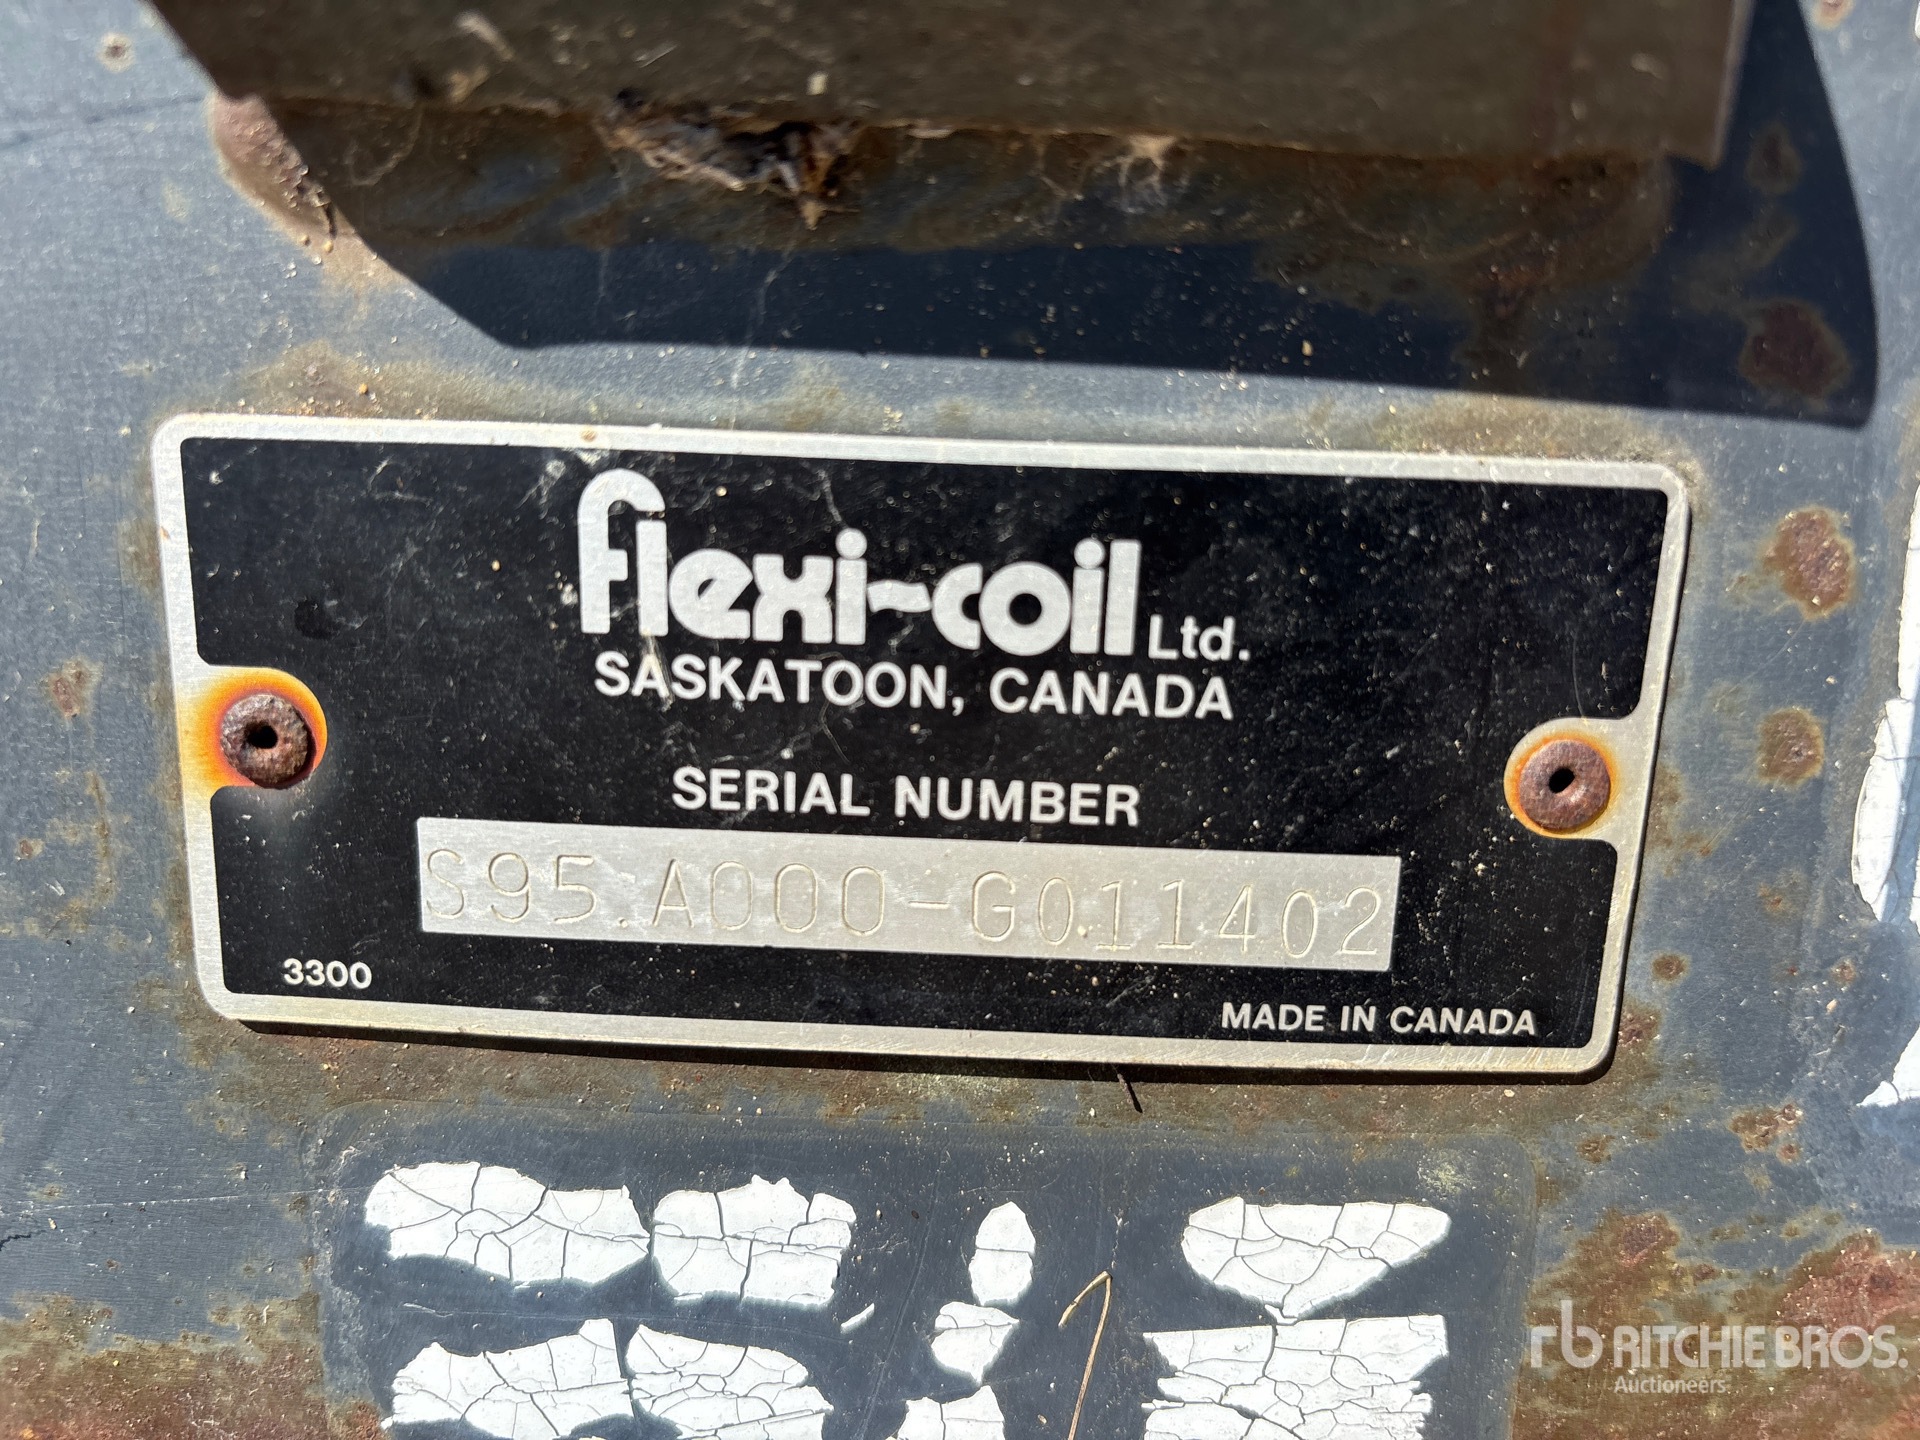 flexi-coil Ltd.
SASKATOON, CANADA
SERIAL NUMBER
S95.A000-G011402
3300
MADE IN CANADA
rb RITCHIE BROS.
Auctioneers